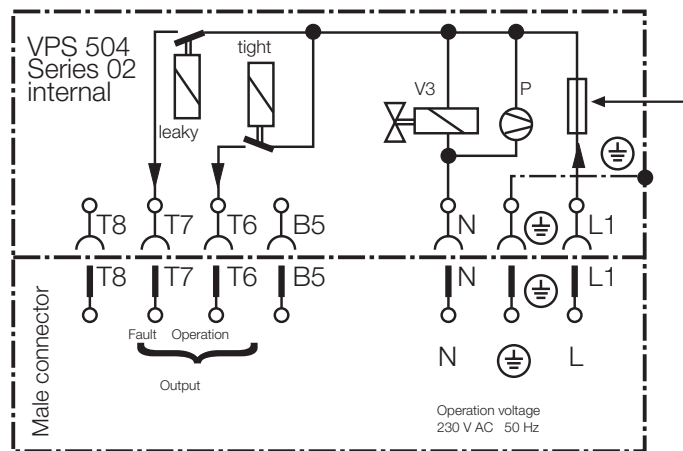 VPS 504
Series 02
internal
tight
leaky
V3
P
T8
T7
T6
B5
N
L1
T8
T7
T6
B5
N
L1
Male connector
Fault
Operation
Output
N
L
Operation voltage
230 V AC 50 Hz